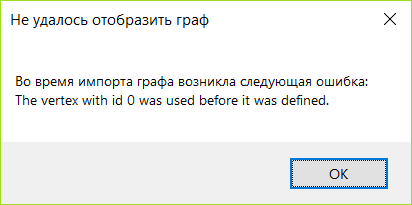 Не удалось отобразить граф
Во время импорта графа возникла следующая ошибка:
The vertex with id 0 was used before it was defined.
OK